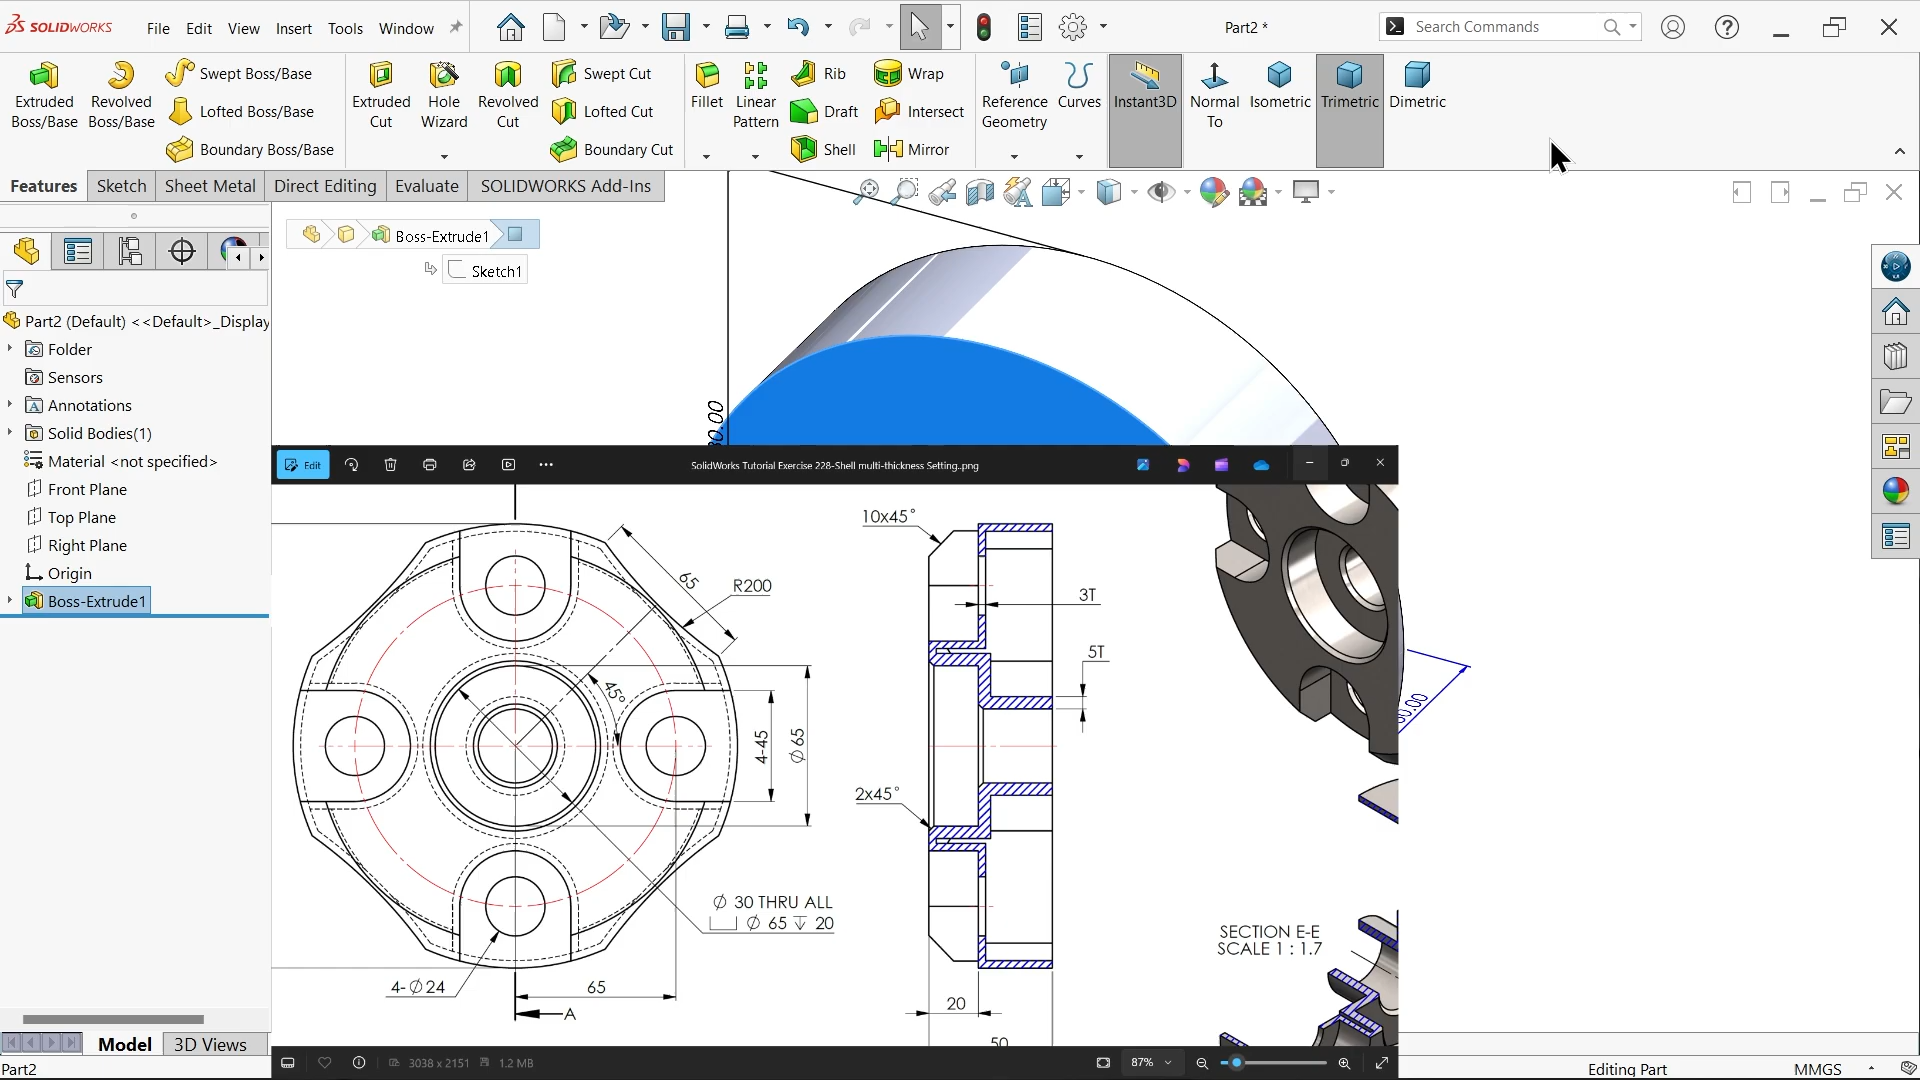 SOLIDWORKS
File Edit View Insert Tools Window
Part2 *
Search Commands
Extruded Boss/Base
Revolved Boss/Base
Swept Boss/Base
Lofted Boss/Base
Boundary Boss/Base
Extruded Cut
Hole Wizard
Revolved Cut
Swept Cut
Lofted Cut
Boundary Cut
Fillet
Linear Pattern
Rib
Draft
Shell
Wrap
Intersect
Mirror
Reference Geometry
Curves
Instant3D
Normal To
Isometric
Trimetric
Dimetric
Features Sketch Sheet Metal Direct Editing Evaluate SOLIDWORKS Add-Ins
Boss-Extrude1
Sketch1
Part2 (Default) <<Default>_Display
Folder
Sensors
Annotations
Solid Bodies(1)
Material <not specified>
Front Plane
Top Plane
Right Plane
Origin
Boss-Extrude1
Edit
SolidWorks Tutorial Exercise 228-Shell multi-thickness Setting..png
65
R200
45°
4-45
Ø 65
Ø 30 THRU ALL
⌴ Ø 65 ↧ 20
4-Ø 24
65
A
10x45°
3T
5T
2x45°
20
50
SECTION E-E
SCALE 1 : 1.7
3038 x 2151 1.2 MB
87%
Model 3D Views
Part2
Editing Part
MMGS